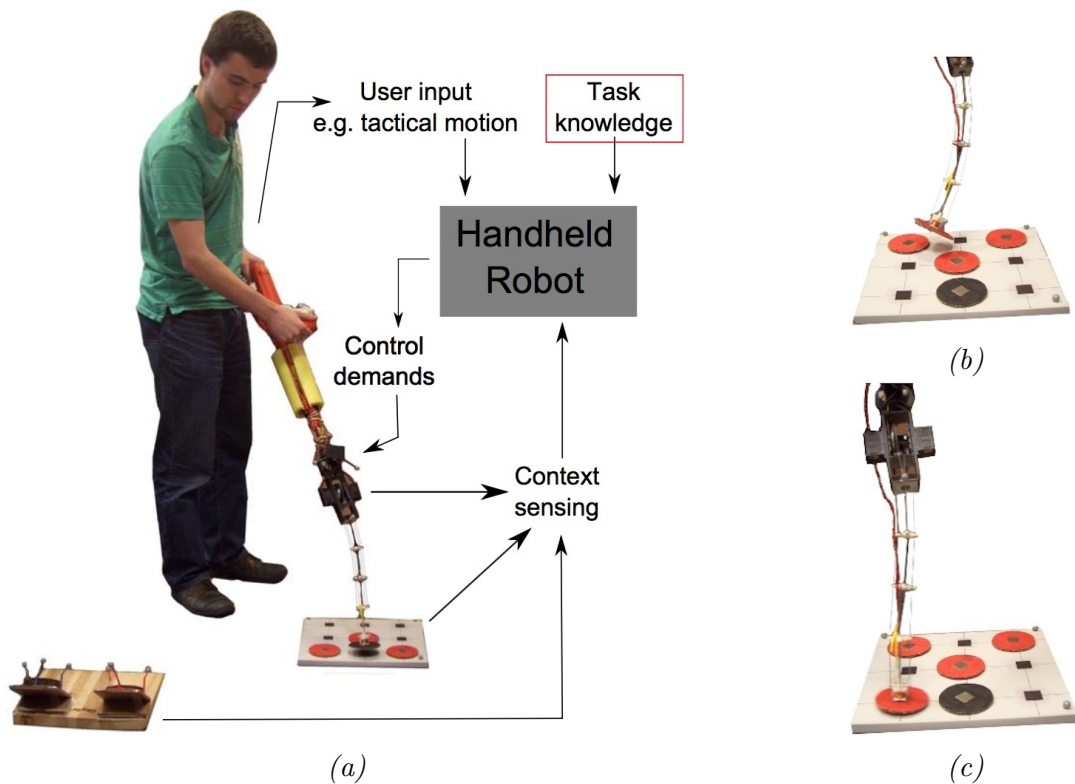 User input
e.g. tactical motion
Task
knowledge
Handheld
Robot
Control
demands
Context
sensing
(a)
(b)
(c)